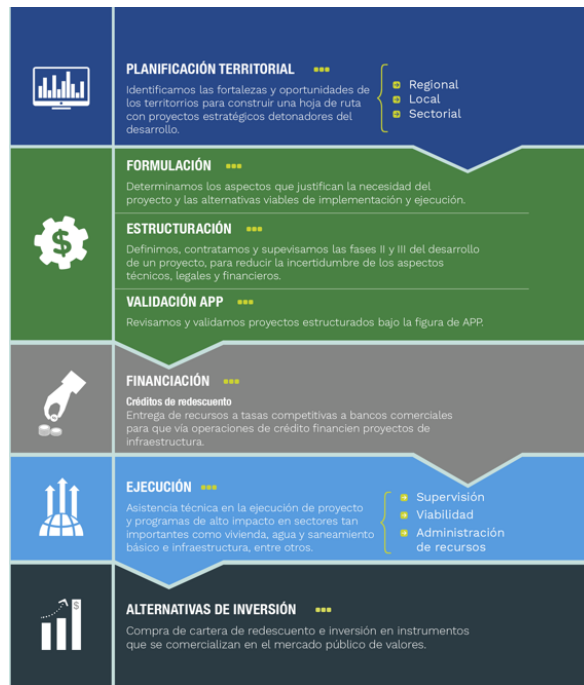 PLANIFICACIÓN TERRITORIAL
Identificamos las fortalezas y oportunidades de
los territorrios para construir una hoja de ruta
con proyectos estratégicos detonadores del
desarrollo.
Regional
Local
Sectorial
FORMULACIÓN
Determinamos los aspectos que justifican la necesidad del
proyecto y las alternativas viables de implementación y ejecución.
ESTRUCTURACIÓN
Definimos, contratamos y supevisamos las fases II y III del desarrollo
de un proyecto, para reducir la incertidumbre de los aspectos
técnicos, legales y financieros.
VALIDACIÓN APP
Revisamos y validamos proyectos estructurados bajo la figura de APP.
$
FINANCIACIÓN
Créditos de redescuento
Entrega de recursos a tasas competitivas a bancos comerciales
para que vía operaciones de crédito financien proyectos de
infraestructura.
EJECUCIÓN
Asistencia técnica en la ejecución de proyecto
y programas de alto impacto en sectores tan
importantes como vivienda, agua y saneamiento
básico e infraestructura, entre otros.
Supervisión
Viabilidad
Administración
de recursos
$
ALTERNATIVAS DE INVERSIÓN
Compra de cartera de redescuento e inversión en instrumentos
que se comercializan en el mercado público de valores.